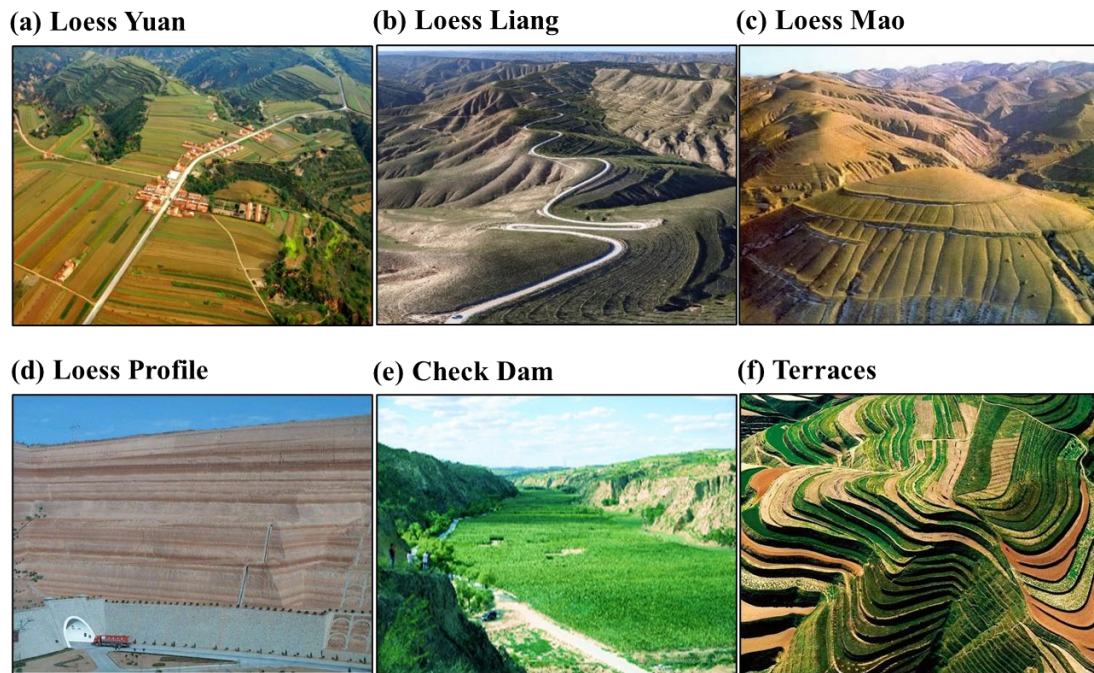 (a) Loess Yuan
(b) Loess Liang
(c) Loess Mao
(d) Loess Profile
(e) Check Dam
(f) Terraces